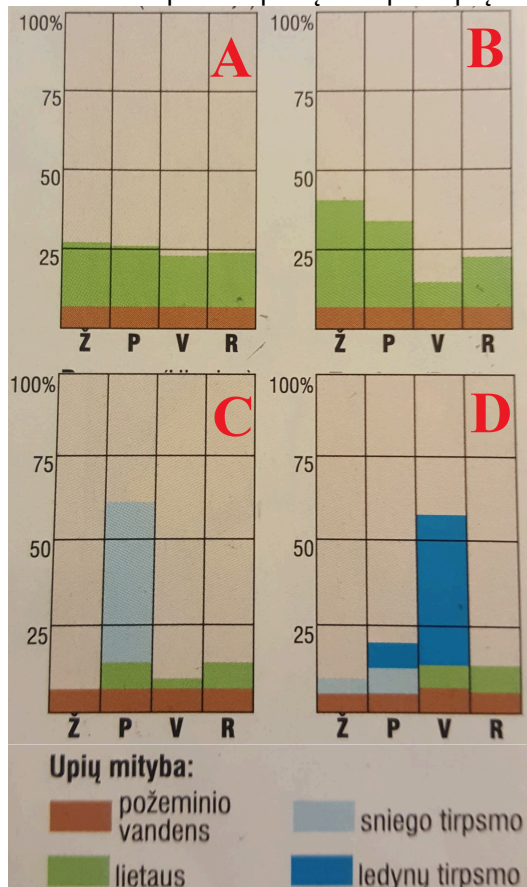 100%
A
75
50
25
Ž P V R
100%
B
75
50
25
Ž P V R
100%
C
75
50
25
Ž P V R
100%
D
75
50
25
Ž P V R
Upių mityba:
požeminio
vandens
lietaus
sniego tirpsmo
ledynų tirpsmo